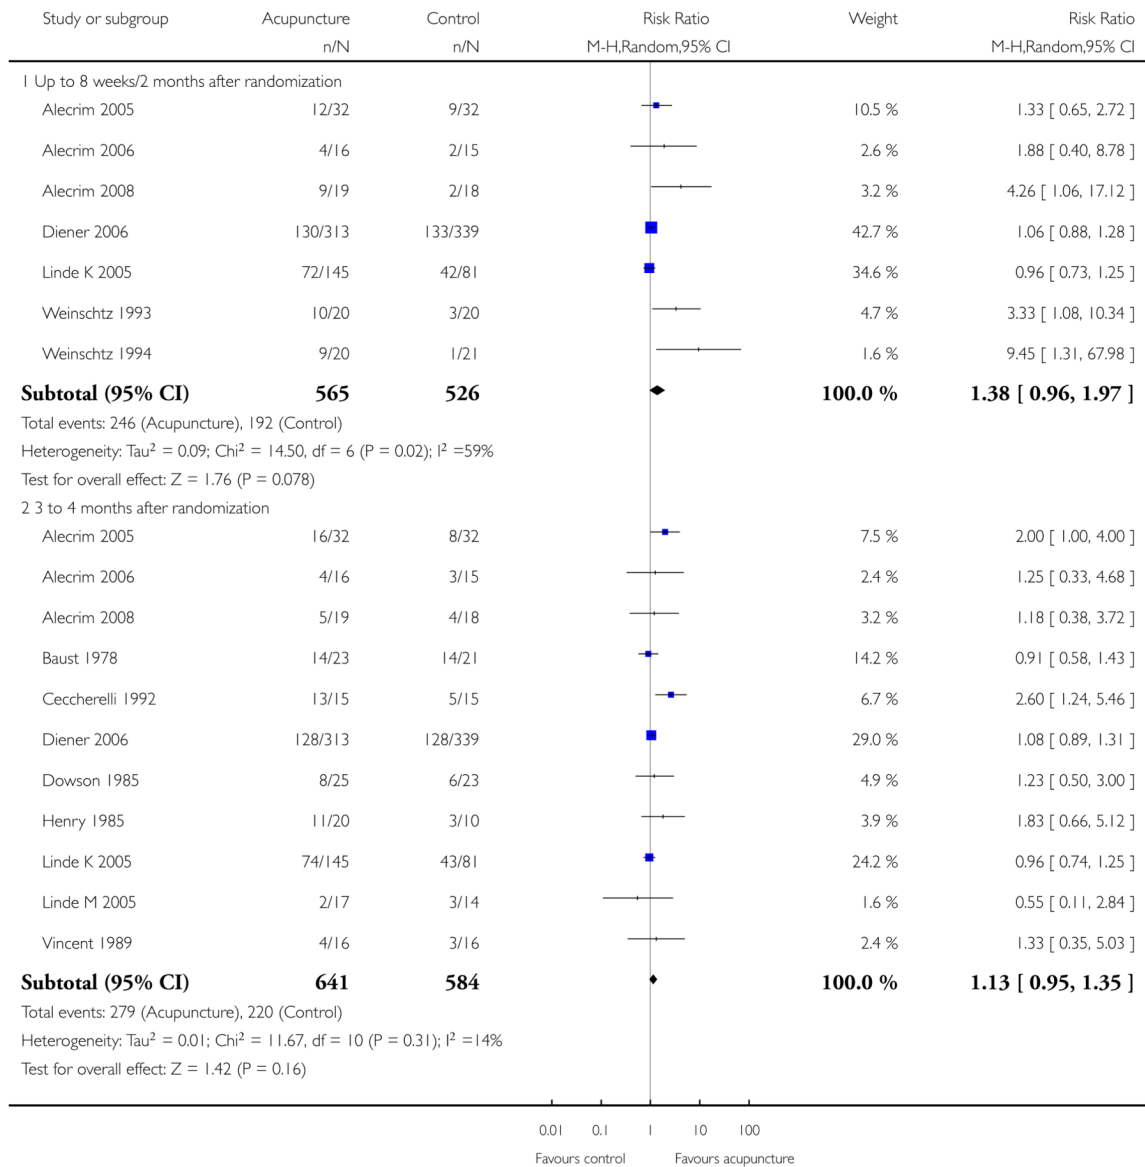 Study or subgroup Acupuncture Control Risk Ratio Weight Risk Ratio
n/N n/N M-H,Random,95% CI M-H,Random,95% CI
1 Up to 8 weeks/2 months after randomization
Alecrim 2005 12/32 9/32 10.5 % 1.33 [ 0.65, 2.72 ]
Alecrim 2006 4/16 2/15 2.6 % 1.88 [ 0.40, 8.78 ]
Alecrim 2008 9/19 2/18 3.2 % 4.26 [ 1.06, 17.12 ]
Diener 2006 130/313 133/339 42.7 % 1.06 [ 0.88, 1.28 ]
Linde K 2005 72/145 42/81 34.6 % 0.96 [ 0.73, 1.25 ]
Weinschtz 1993 10/20 3/20 4.7 % 3.33 [ 1.08, 10.34 ]
Weinschtz 1994 9/20 1/21 1.6 % 9.45 [ 1.31, 67.98 ]
Subtotal (95% CI) 565 526 100.0 % 1.38 [ 0.96, 1.97 ]
Total events: 246 (Acupuncture), 192 (Control)
Heterogeneity: Tau² = 0.09; Chi² = 14.50, df = 6 (P = 0.02); I² =59%
Test for overall effect: Z = 1.76 (P = 0.078)
2 3 to 4 months after randomization
Alecrim 2005 16/32 8/32 7.5 % 2.00 [ 1.00, 4.00 ]
Alecrim 2006 4/16 3/15 2.4 % 1.25 [ 0.33, 4.68 ]
Alecrim 2008 5/19 4/18 3.2 % 1.18 [ 0.38, 3.72 ]
Baust 1978 14/23 14/21 14.2 % 0.91 [ 0.58, 1.43 ]
Ceccherelli 1992 13/15 5/15 6.7 % 2.60 [ 1.24, 5.46 ]
Diener 2006 128/313 128/339 29.0 % 1.08 [ 0.89, 1.31 ]
Dowson 1985 8/25 6/23 4.9 % 1.23 [ 0.50, 3.00 ]
Henry 1985 11/20 3/10 3.9 % 1.83 [ 0.66, 5.12 ]
Linde K 2005 74/145 43/81 24.2 % 0.96 [ 0.74, 1.25 ]
Linde M 2005 2/17 3/14 1.6 % 0.55 [ 0.11, 2.84 ]
Vincent 1989 4/16 3/16 2.4 % 1.33 [ 0.35, 5.03 ]
Subtotal (95% CI) 641 584 100.0 % 1.13 [ 0.95, 1.35 ]
Total events: 279 (Acupuncture), 220 (Control)
Heterogeneity: Tau² = 0.01; Chi² = 11.67, df = 10 (P = 0.31); I² =14%
Test for overall effect: Z = 1.42 (P = 0.16)
0.01 0.1 1 10 100
Favours control Favours acupuncture